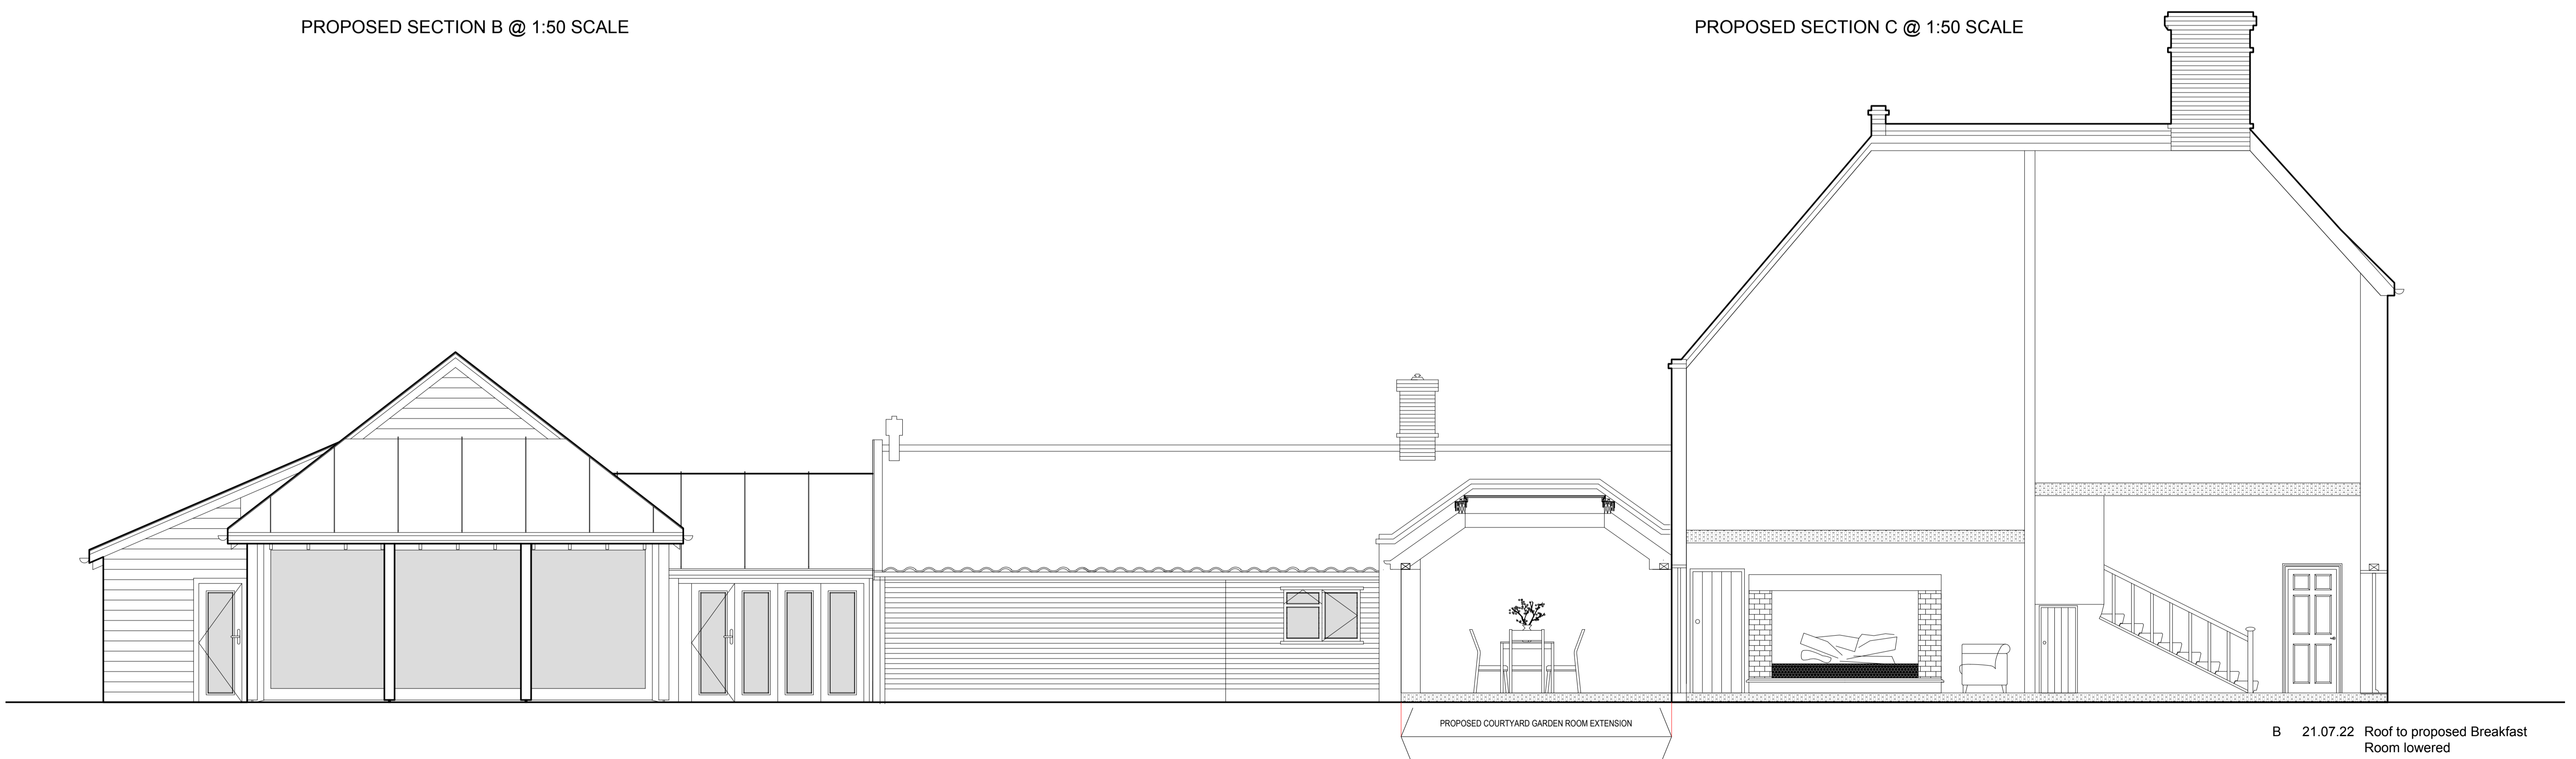 PROPOSED SECTION B @ 1:50 SCALE
PROPOSED SECTION C @ 1:50 SCALE
PROPOSED COURTYARD GARDEN ROOM EXTENSION
B 21.07.22 Roof to proposed Breakfast
Room lowered